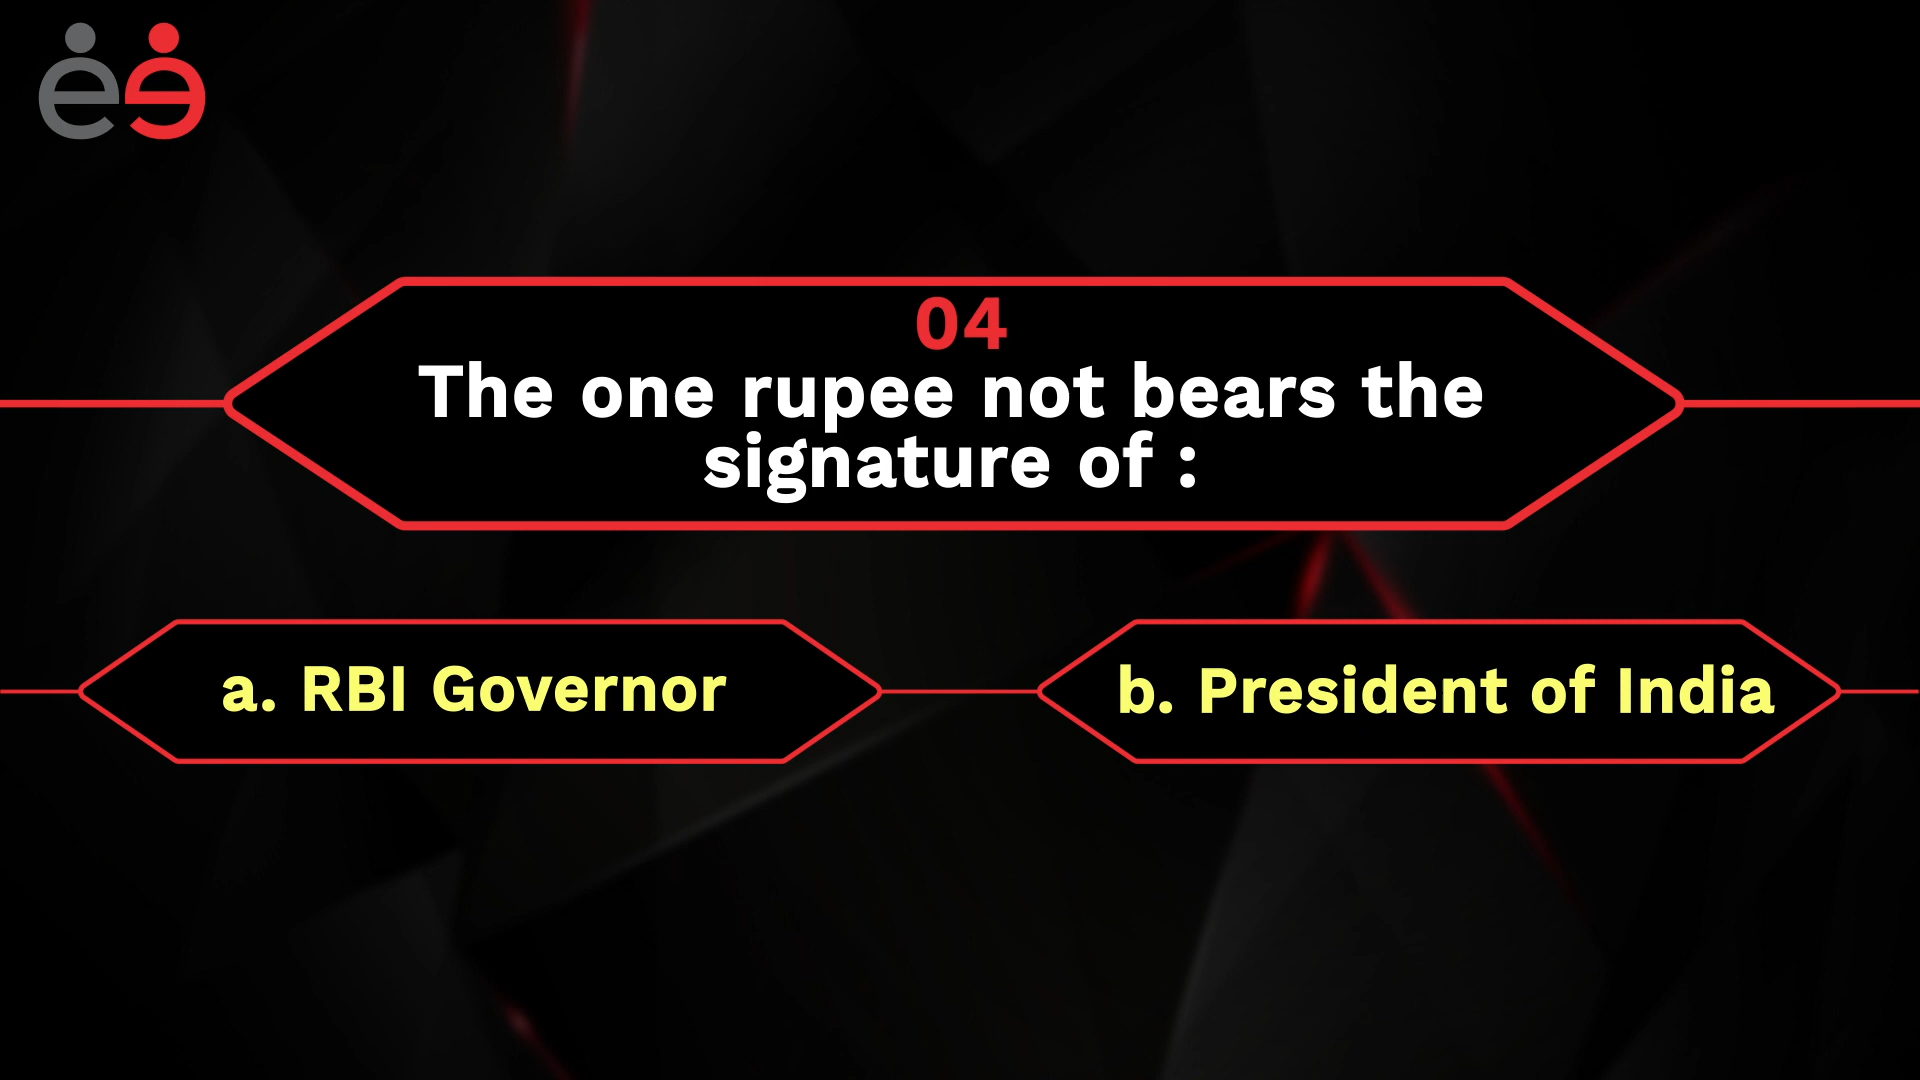 04
The one rupee not bears the
signature of :
a. RBI Governor
b. President of India